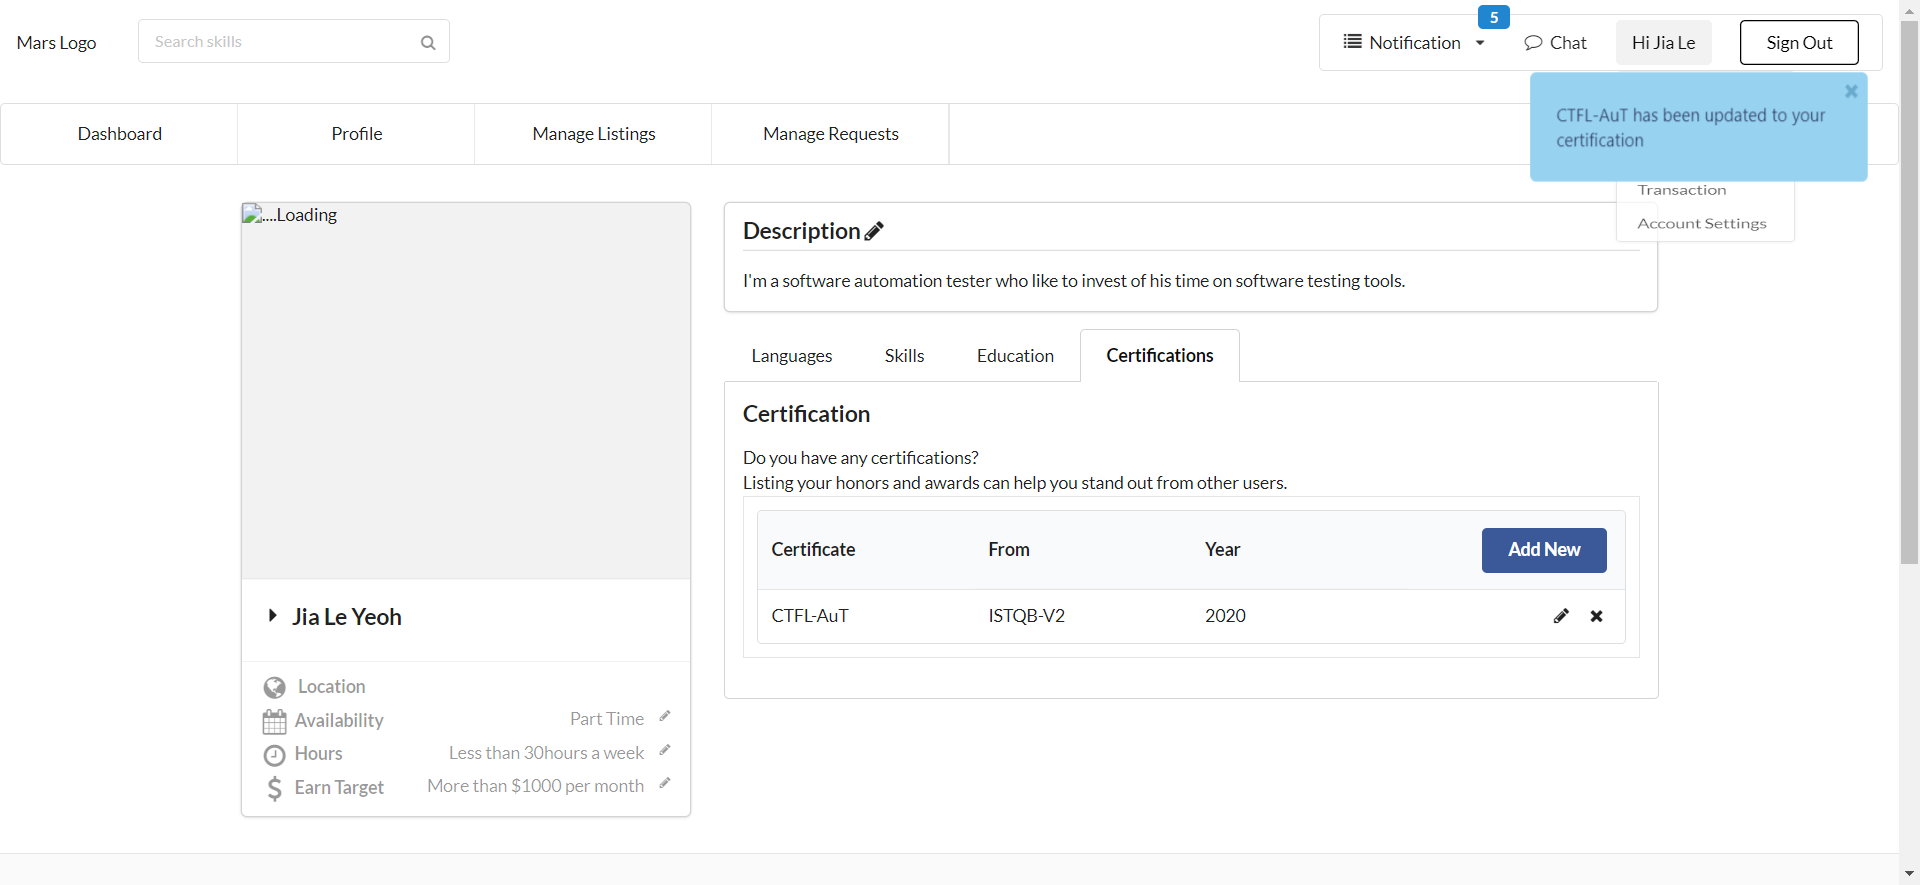 Mars Logo
Search skills
5
Notification
Chat
Hi Jia Le
Sign Out
CTFL-AuT has been updated to your
certification
Dashboard
Profile
Manage Listings
Manage Requests
Transaction
Account Settings
....Loading
Description
I'm a software automation tester who like to invest of his time on software testing tools.
Languages
Skills
Education
Certifications
Certification
Do you have any certifications?
Listing your honors and awards can help you stand out from other users.
Certificate
From
Year
Add New
CTFL-AuT
ISTQB-V2
2020
Jia Le Yeoh
Location
Availability
Part Time
Hours
Less than 30hours a week
Earn Target
More than $1000 per month